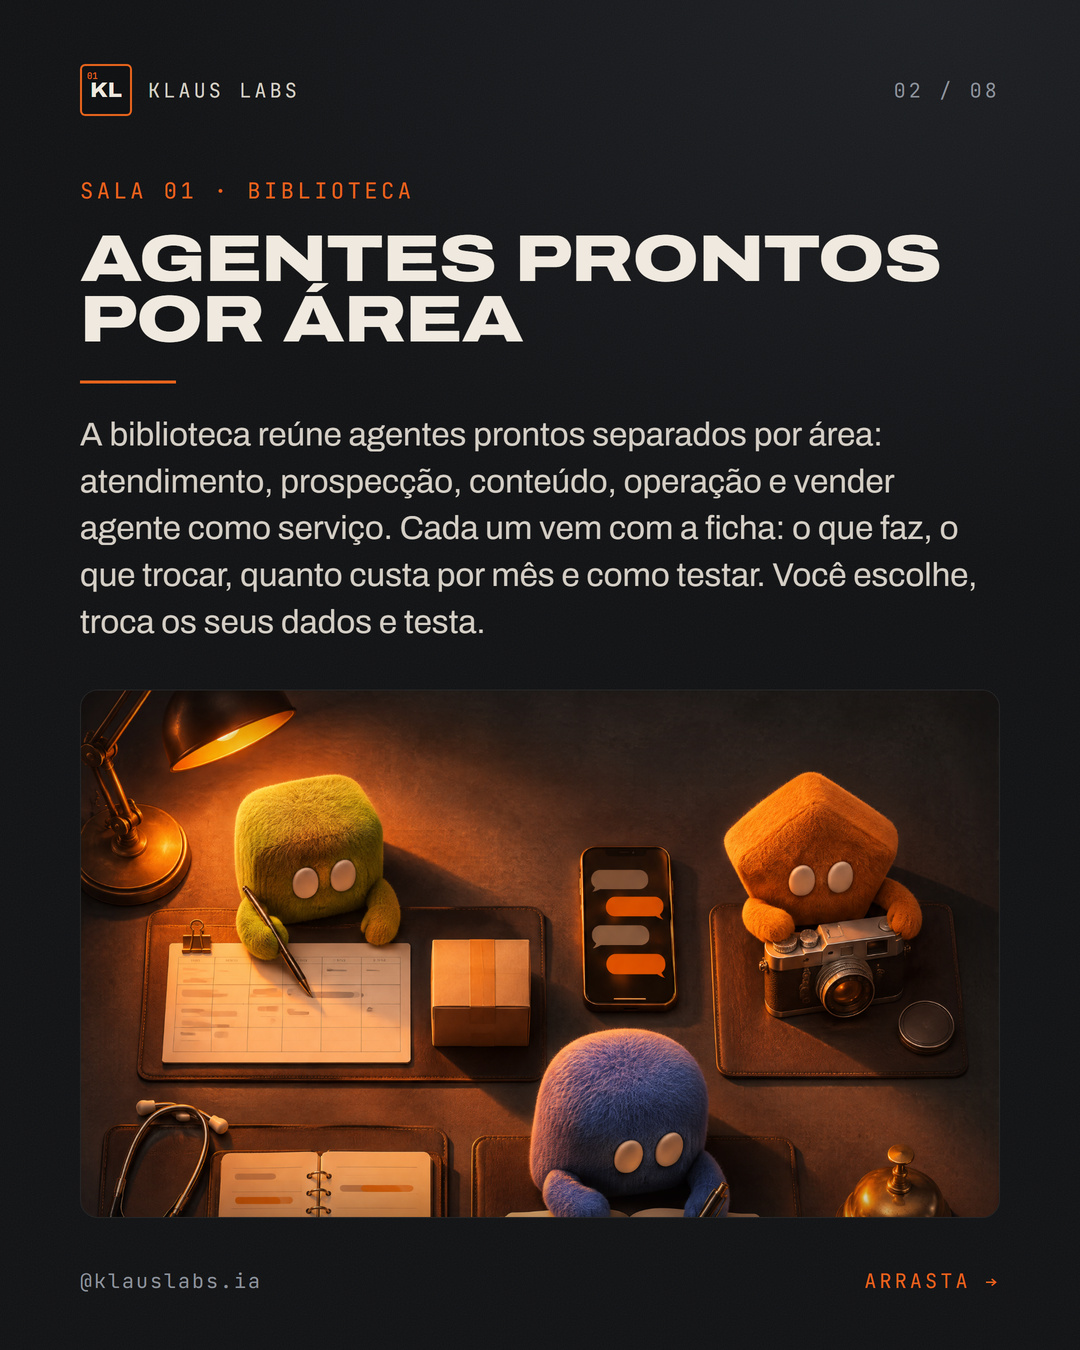 01
KL
KLAUS LABS
02 / 08
SALA 01 · BIBLIOTECA
AGENTES PRONTOS
POR ÁREA
A biblioteca reúne agentes prontos separados por área:
atendimento, prospecção, conteúdo, operação e vender
agente como serviço. Cada um vem com a ficha: o que faz, o
que trocar, quanto custa por mês e como testar. Você escolhe,
troca os seus dados e testa.
@klauslabs.ia
ARRASTA →